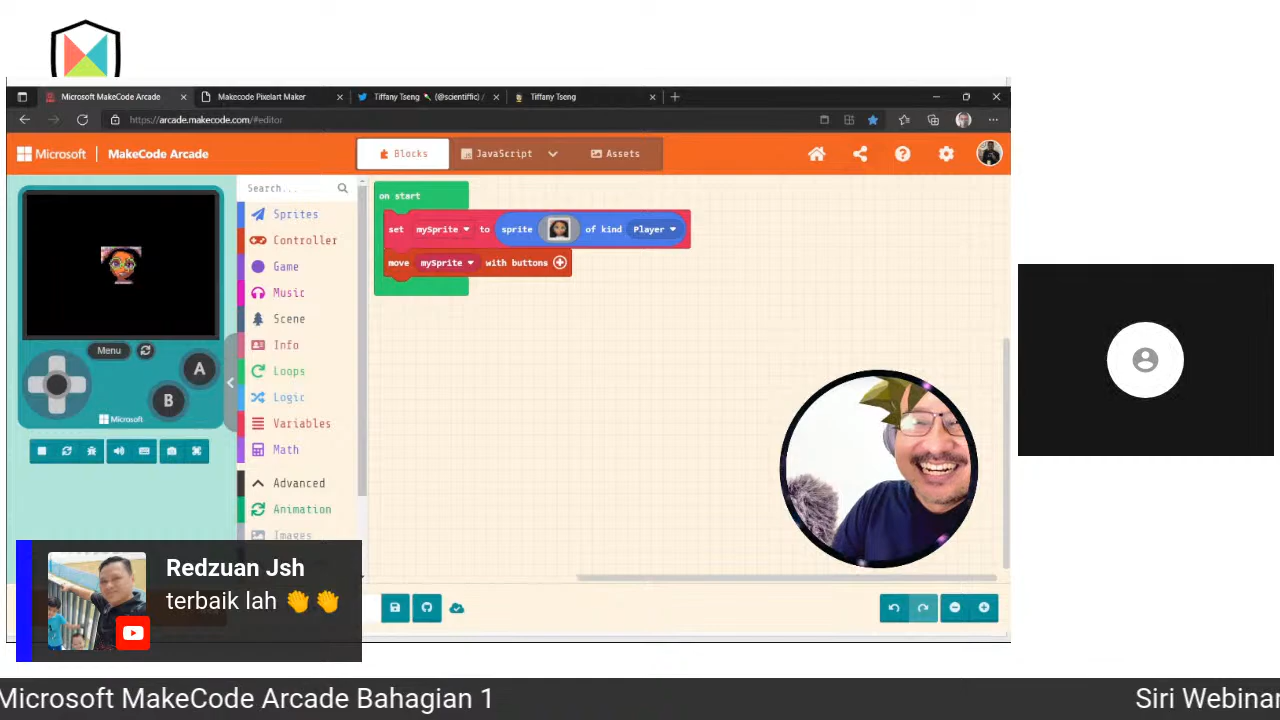 Microsoft MakeCode Arcade
Makecode Pixelart Maker
Tiffany Tseng 🪡 (@scientiffic) /
Tiffany Tseng
https://arcade.makecode.com/#editor
Microsoft
MakeCode Arcade
Blocks
JavaScript
Assets
Search...
Sprites
Controller
Game
Music
Scene
Info
Loops
Logic
Variables
Math
Advanced
Animation
Images
on start
set mySprite to sprite of kind Player
move mySprite with buttons
Menu
A
B
Microsoft
Redzuan Jsh
terbaik lah 👏👏
Microsoft MakeCode Arcade Bahagian 1
Siri Webinar